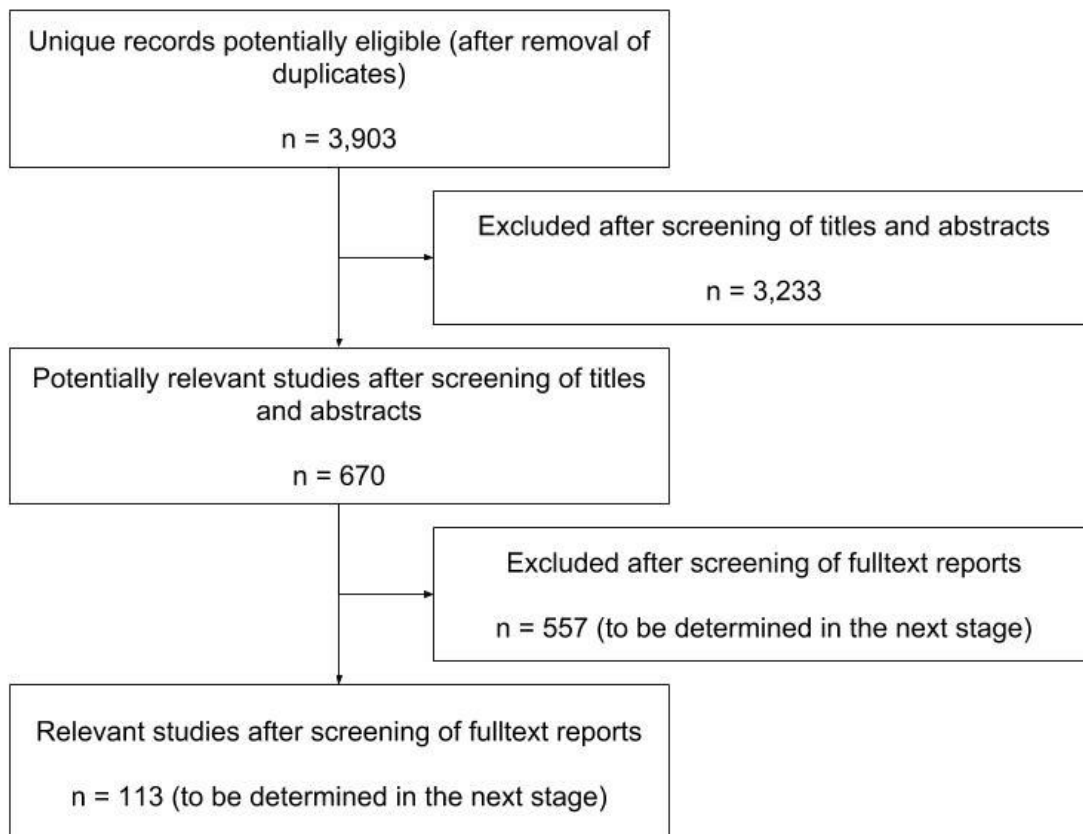 Unique records potentially eligible (after removal of
duplicates)
n = 3,903
Excluded after screening of titles and abstracts
n = 3,233
Potentially relevant studies after screening of titles
and abstracts
n = 670
Excluded after screening of fulltext reports
n = 557 (to be determined in the next stage)
Relevant studies after screening of fulltext reports
n = 113 (to be determined in the next stage)